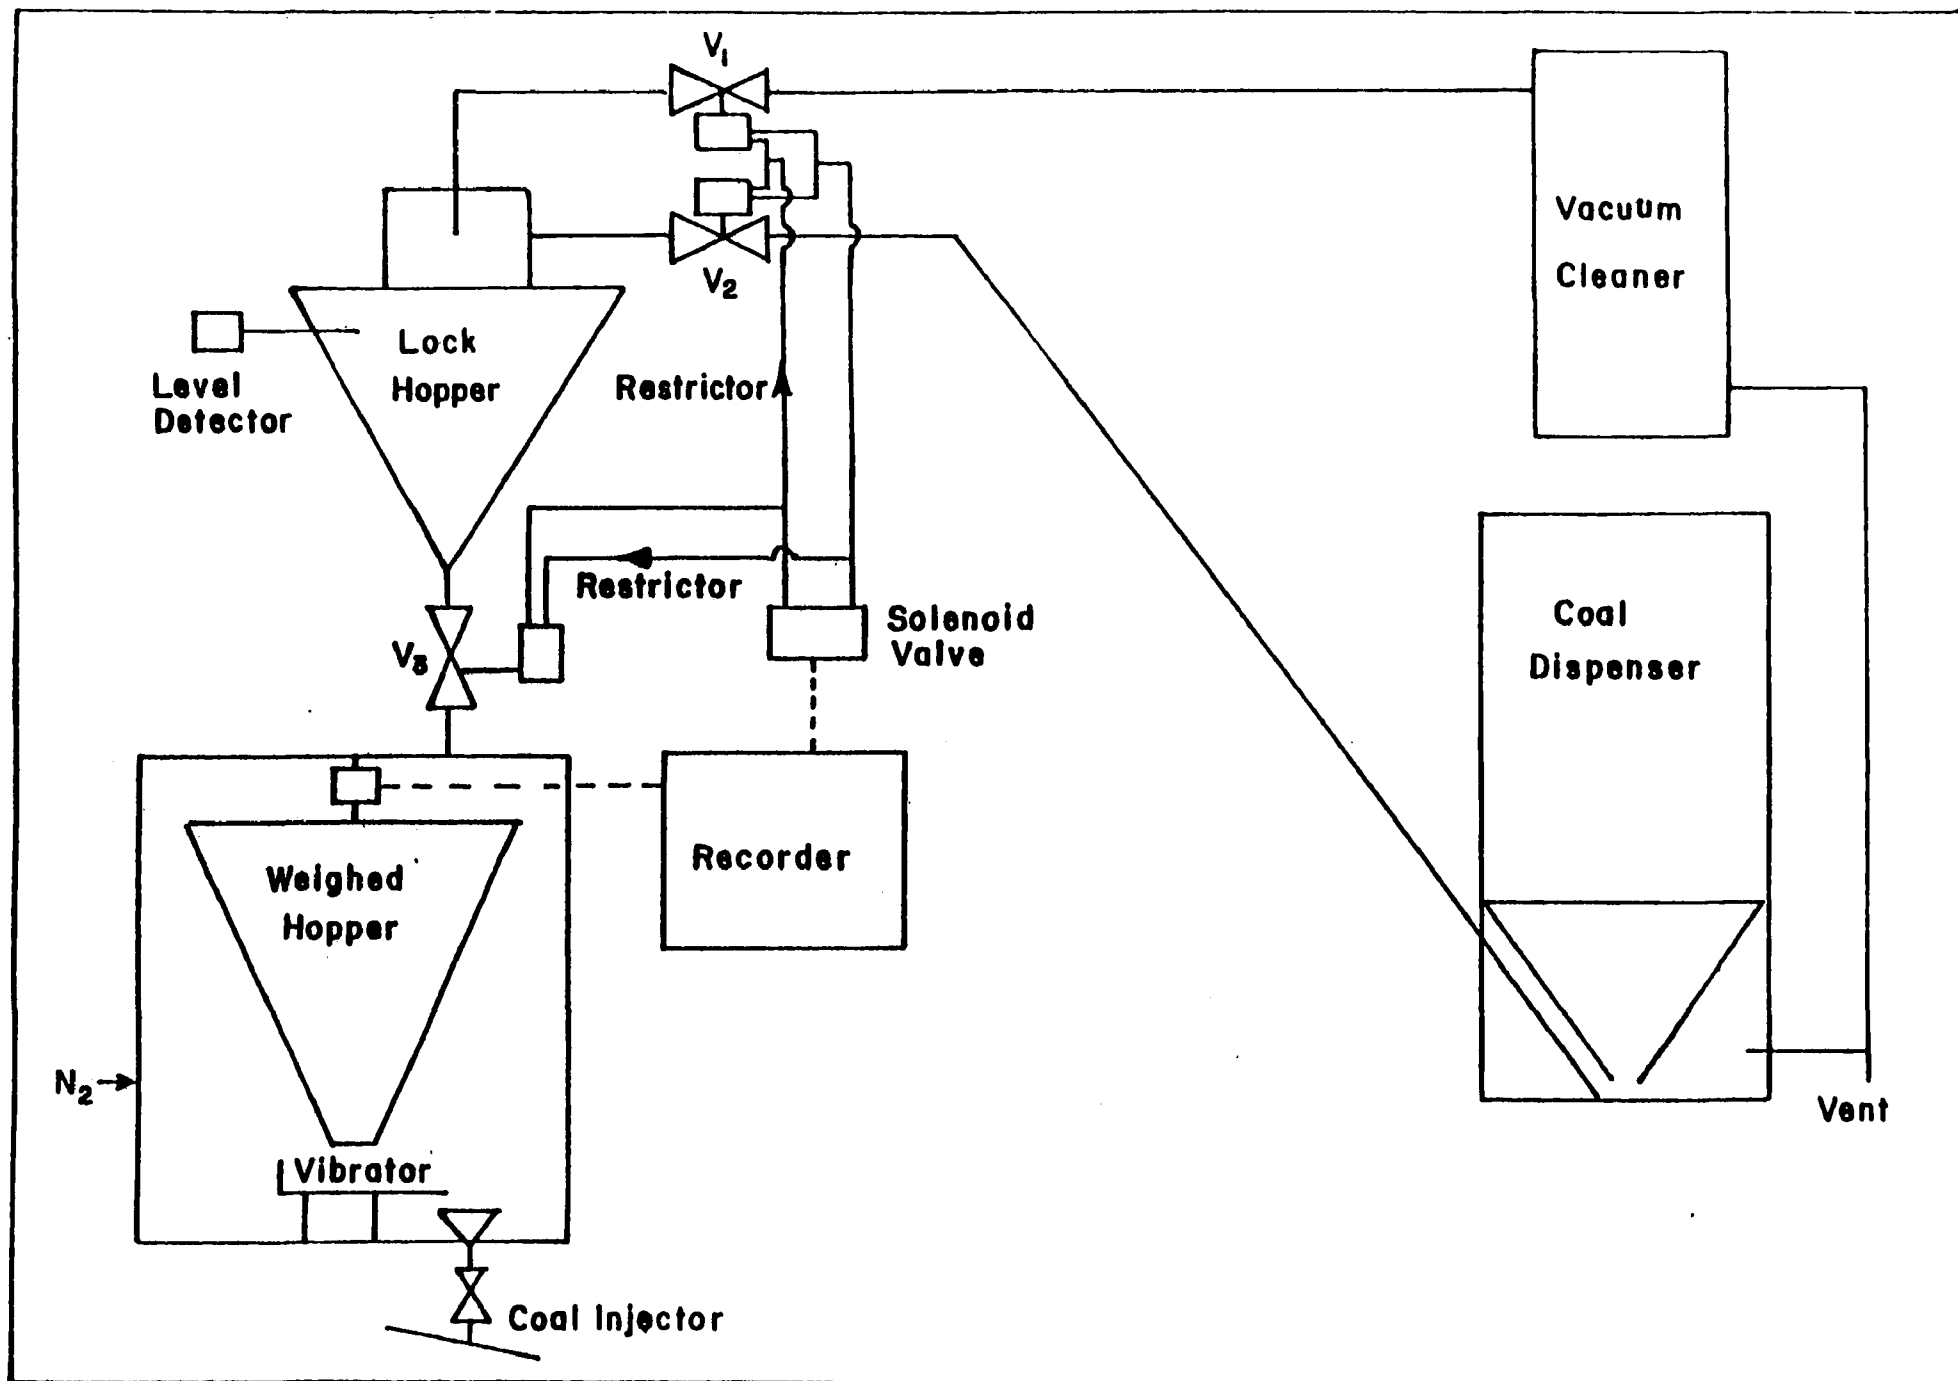 V1
Vacuum
Cleaner
V2
Lock
Hopper
Level
Detector
Restrictor
Restrictor
Solenoid
Valve
V3
Coal
Dispenser
Recorder
Weighed
Hopper
N2
Vent
Vibrator
Coal Injector